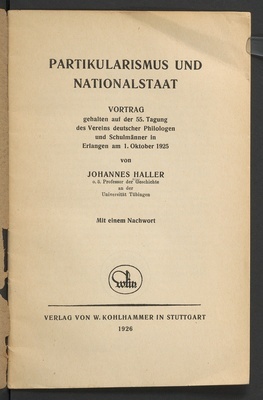 PARTIKULARISMUS UND
NATIONALSTAAT
VORTRAG
gehalten auf der 55. Tagung
des Vereins deutscher Philologen
und Schulmänner in
Erlangen am 1. Oktober 1925
von
JOHANNES HALLER
o. ö. Professor der Geschichte
an der
Universität Tübingen
Mit einem Nachwort
VERLAG VON W. KOHLHAMMER IN STUTTGART
1926